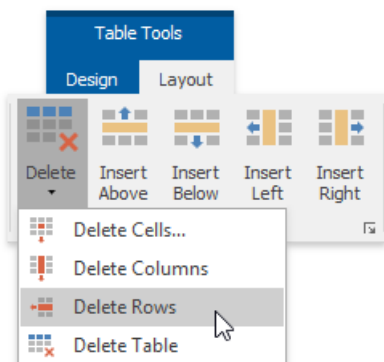 Table Tools
Design Layout
Delete Insert Above Insert Below Insert Left Insert Right
Delete Cells...
Delete Columns
Delete Rows
Delete Table